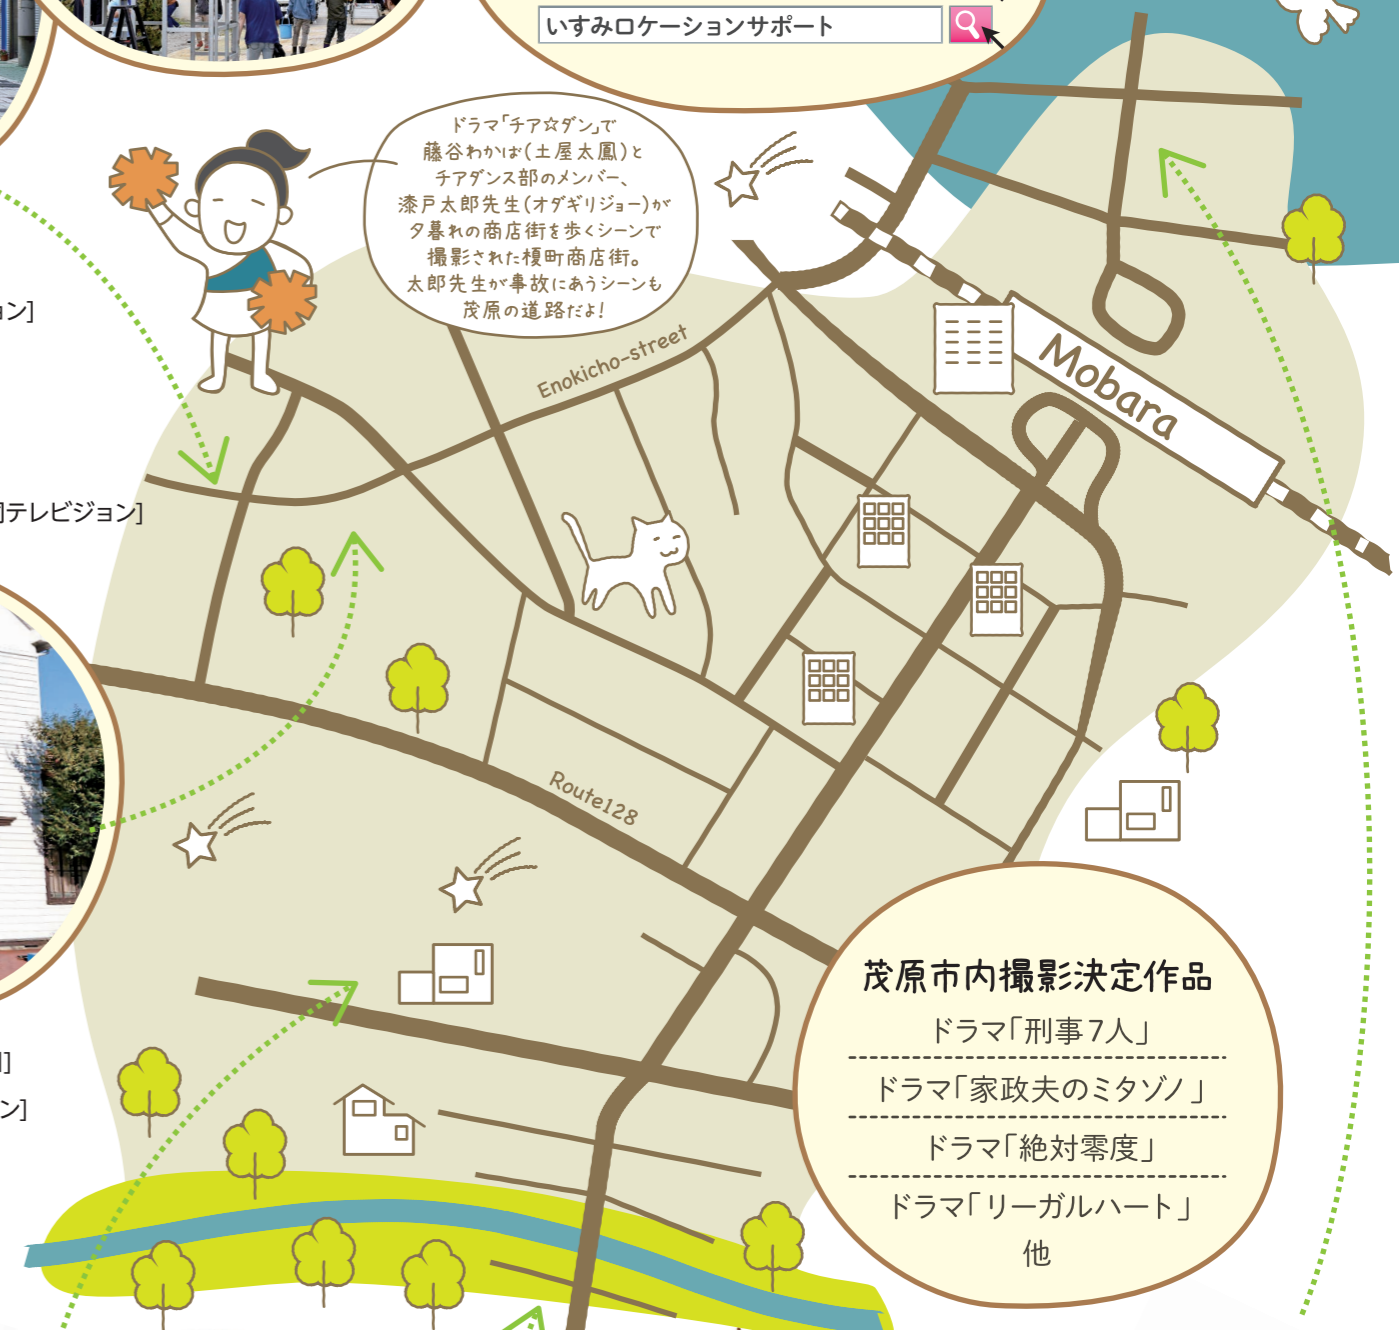 いすみロケーションサポート
ドラマ「チア☆ダン」で
藤谷わかば(土屋太鳳)と
チアダンス部のメンバー、
漆戸太郎先生(オダギリジョー)が
夕暮れの商店街を歩くシーンで
撮影された榎町商店街。
太郎先生が事故にあうシーンも
茂原の道路だよ！
ョン]
Enokicho-street
Mobara
テレビジョン]
Route128
茂原市内撮影決定作品
ドラマ「刑事7人」
ドラマ「家政夫のミタゾノ」
ドラマ「絶対零度」
ドラマ「リーガルハート」
他
ン]